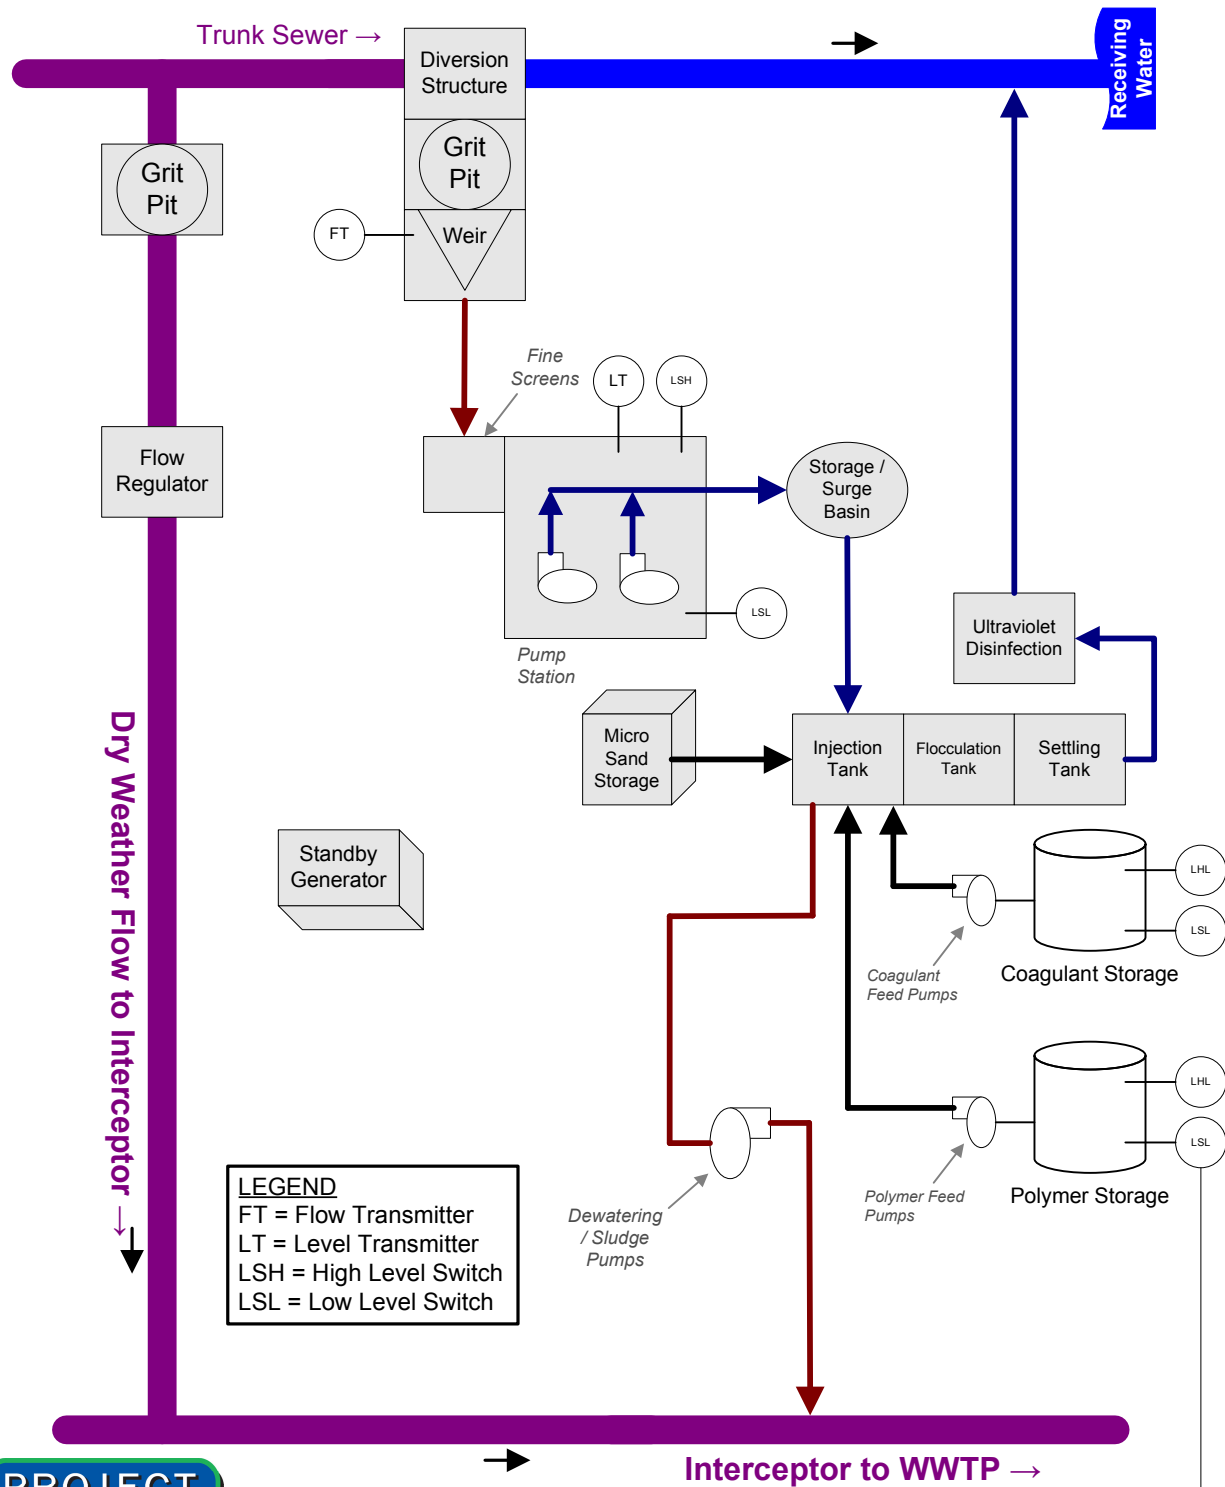 Trunk Sewer →
Diversion
Structure
Receiving
Water
Grit
Pit
Grit
Pit
FT
Weir
Fine
Screens
LT
LSH
Flow
Regulator
Storage /
Surge
Basin
LSL
Ultraviolet
Disinfection
Pump
Station
Dry Weather Flow to Interceptor →
Micro
Sand
Storage
Injection
Tank
Flocculation
Tank
Settling
Tank
Standby
Generator
LHL
LSL
Coagulant
Feed Pumps
Coagulant Storage
LHL
LSL
Polymer Feed
Pumps
Polymer Storage
LEGEND
FT = Flow Transmitter
LT = Level Transmitter
LSH = High Level Switch
LSL = Low Level Switch
Dewatering
/ Sludge
Pumps
Interceptor to WWTP →
PROJECT